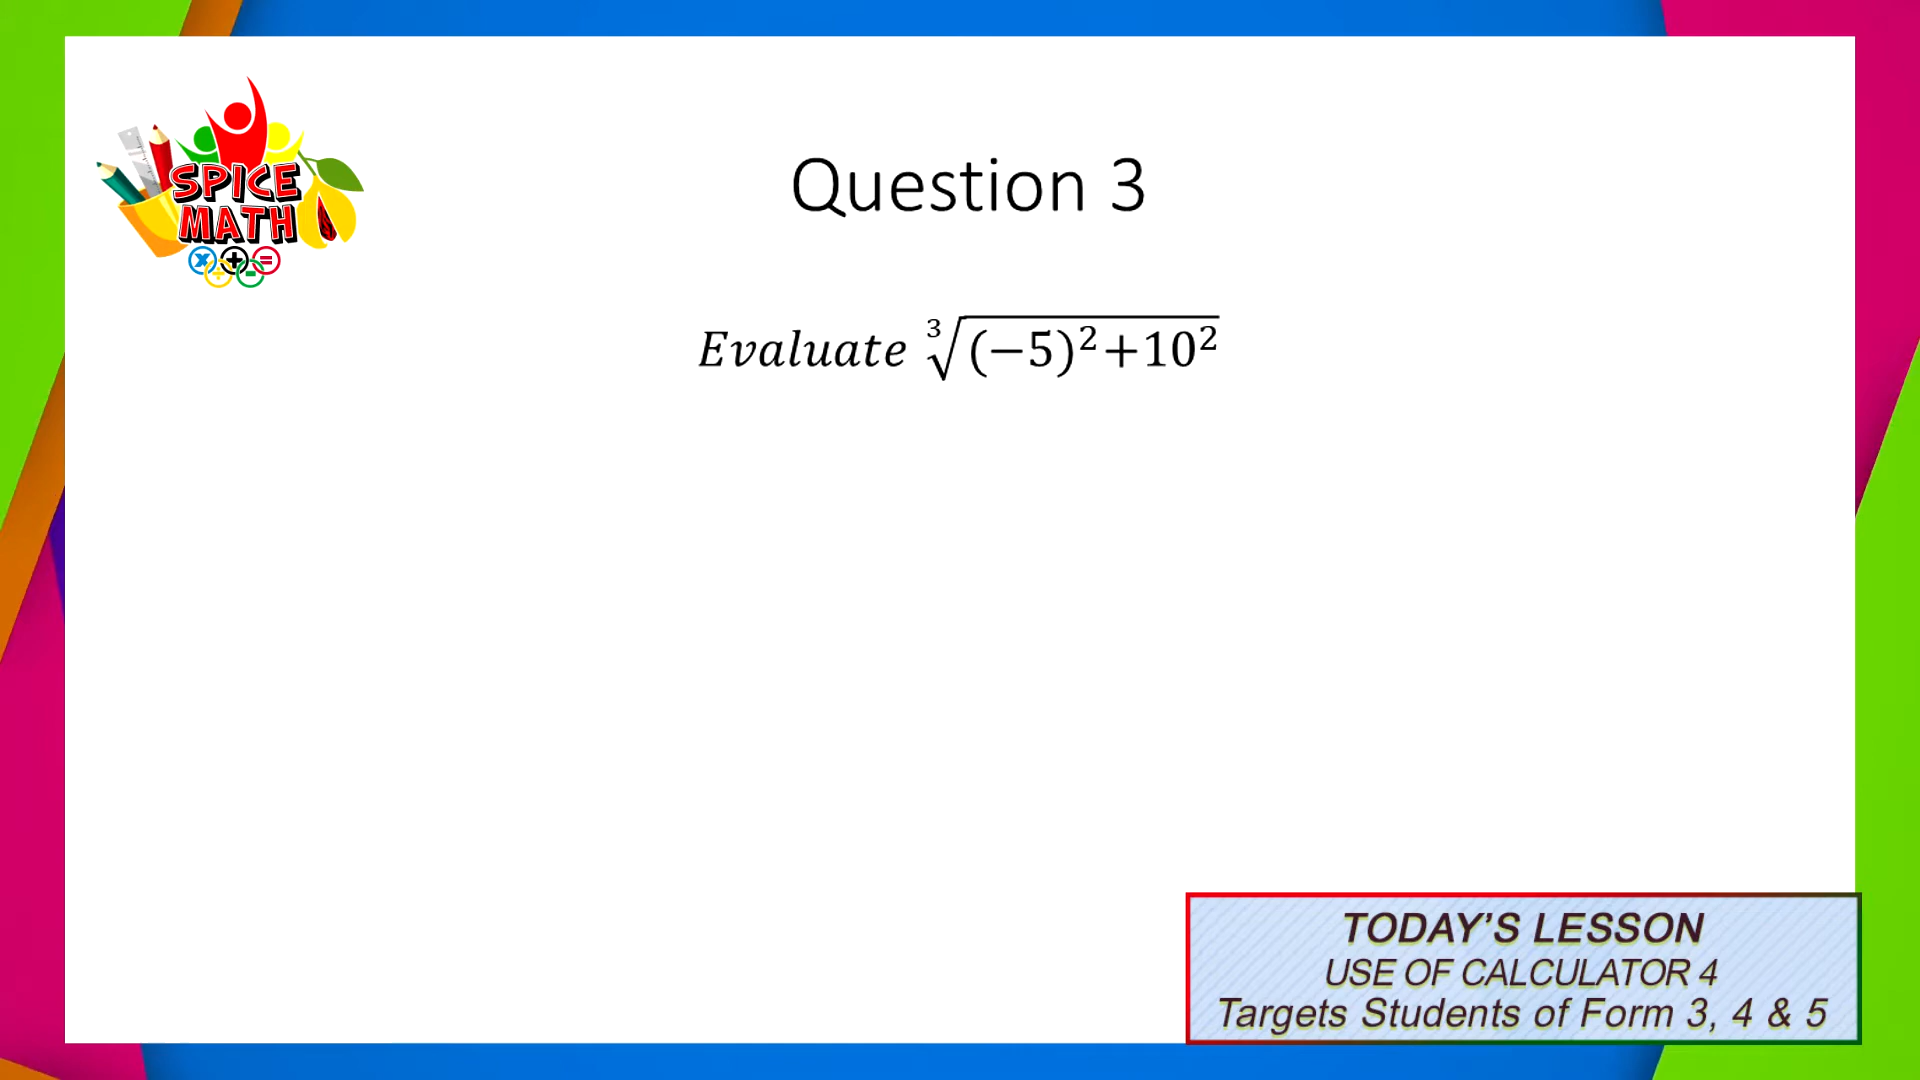 SPICE
MATH
Question 3
Evaluate ∛((−5)²+10²)
TODAY’S LESSON
USE OF CALCULATOR 4
Targets Students of Form 3, 4 & 5